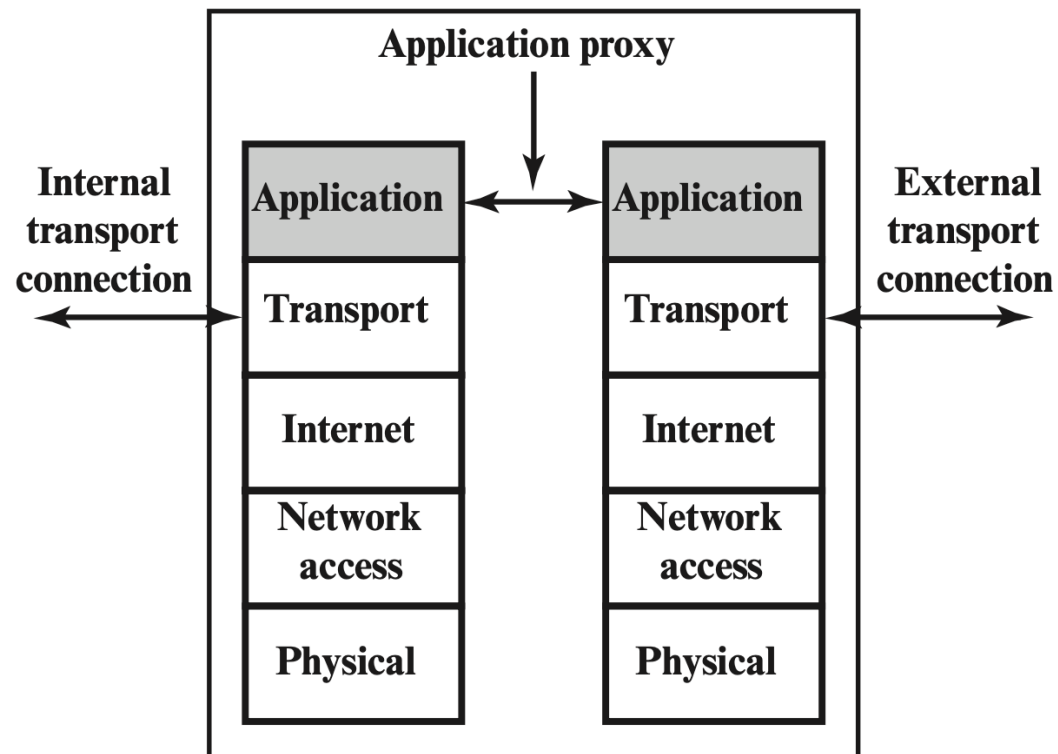 Application proxy
Internal
transport
connection
Application
Application
External
transport
connection
Transport
Transport
Internet
Internet
Network
access
Network
access
Physical
Physical